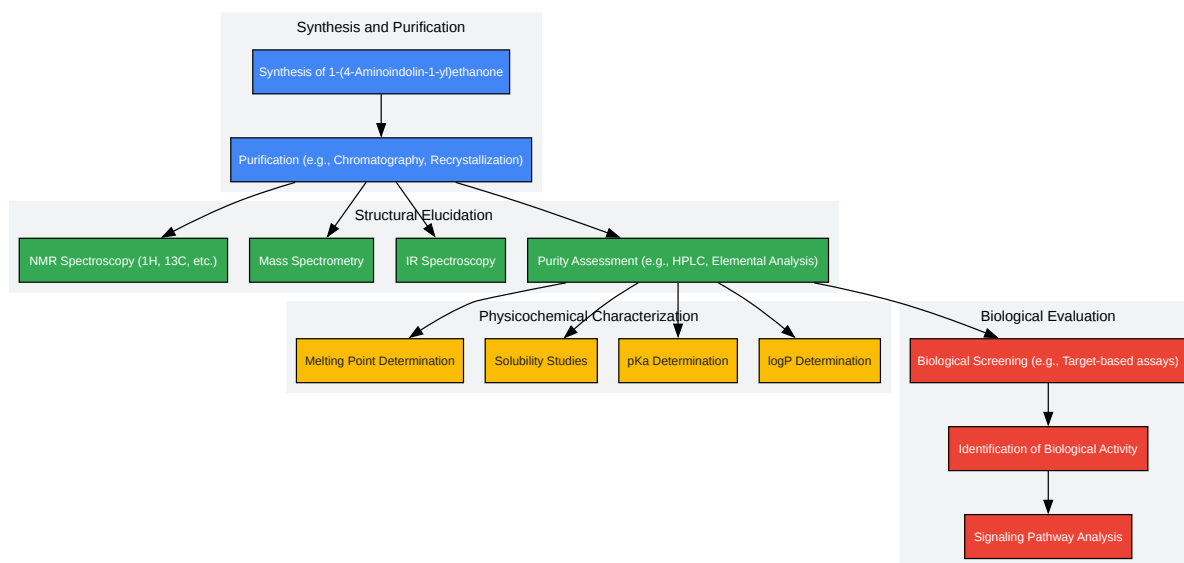 Synthesis and Purification
Synthesis of 1-(4-Aminoindolin-1-yl)ethanone
Purification (e.g., Chromatography, Recrystallization)
Structural Elucidation
NMR Spectroscopy (1H, 13C, etc.)
Mass Spectrometry
IR Spectroscopy
Purity Assessment (e.g., HPLC, Elemental Analysis)
Physicochemical Characterization
Melting Point Determination
Solubility Studies
pKa Determination
logP Determination
Biological Evaluation
Biological Screening (e.g., Target-based assays)
Identification of Biological Activity
Signaling Pathway Analysis